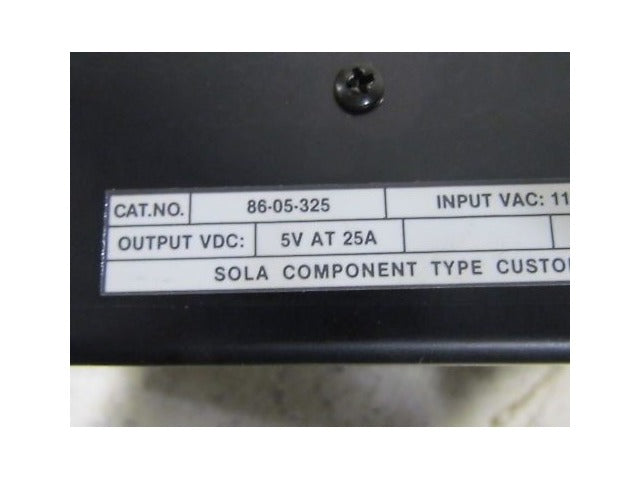 CAT.NO. 86-05-325 INPUT VAC: 11
OUTPUT VDC: 5V AT 25A
SOLA COMPONENT TYPE CUSTO